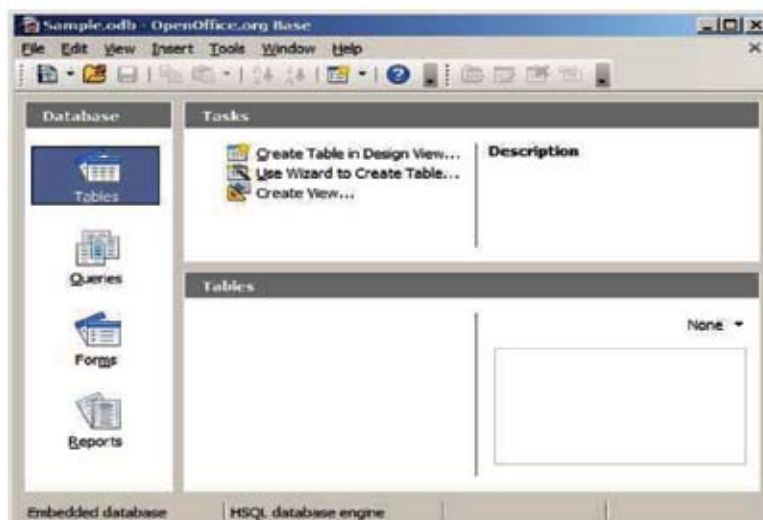 Sample.odb - OpenOffice.org Base
File Edit View Insert Tools Window Help
Database
Tables
Queries
Forms
Reports
Tasks
Create Table in Design View...
Use Wizard to Create Table...
Create View...
Description
Tables
None
Embedded database
HSQL database engine